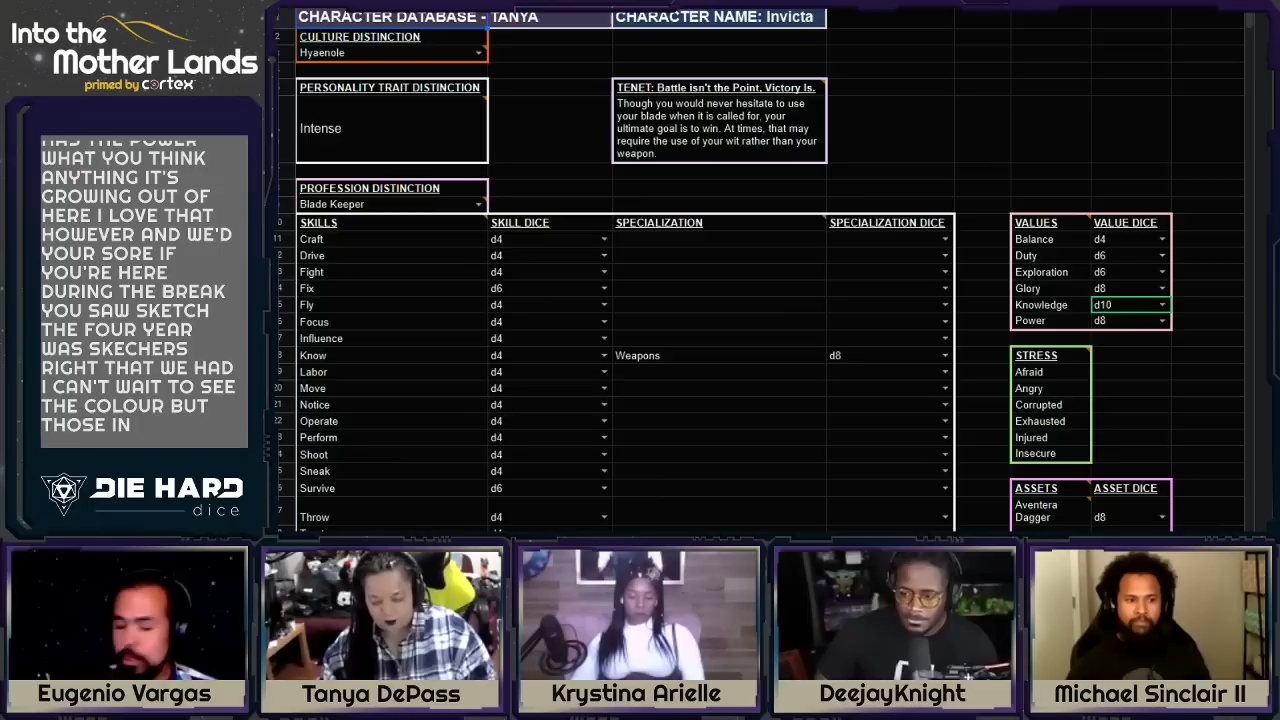 Into the
Mother Lands
primed by cortex
HAS THE POWER
WHAT YOU THINK
ANYTHING IT'S
GROWING OUT OF
HERE I LOVE THAT
HOWEVER AND WE'D
YOUR SORE IF
YOU'RE HERE
DURING THE BREAK
YOU SAW SKETCH
THE FOUR YEAR
WAS SKECHERS
RIGHT THAT WE HAD
I CAN'T WAIT TO SEE
THE COLOUR BUT
THOSE IN
DIE HARD
dice
CHARACTER DATABASE - TANYA CHARACTER NAME: Invicta
CULTURE DISTINCTION
Hyaenole
PERSONALITY TRAIT DISTINCTION
Intense
TENET: Battle isn't the Point, Victory Is.
Though you would never hesitate to use
your blade when it is called for, your
ultimate goal is to win. At times, that may
require the use of your wit rather than your
weapon.
PROFESSION DISTINCTION
Blade Keeper
SKILLS SKILL DICE SPECIALIZATION SPECIALIZATION DICE
Craft d4
Drive d4
Fight d4
Fix d6
Fly d4
Focus d4
Influence d4
Know d4 Weapons d8
Labor d4
Move d4
Notice d4
Operate d4
Perform d4
Shoot d4
Sneak d4
Survive d6
Throw d4
VALUES VALUE DICE
Balance d4
Duty d6
Exploration d6
Glory d8
Knowledge d10
Power d8
STRESS
Afraid
Angry
Corrupted
Exhausted
Injured
Insecure
ASSETS ASSET DICE
Aventera
Dagger d8
Eugenio Vargas
Tanya DePass
Krystina Arielle
DeejayKnight
Michael Sinclair II